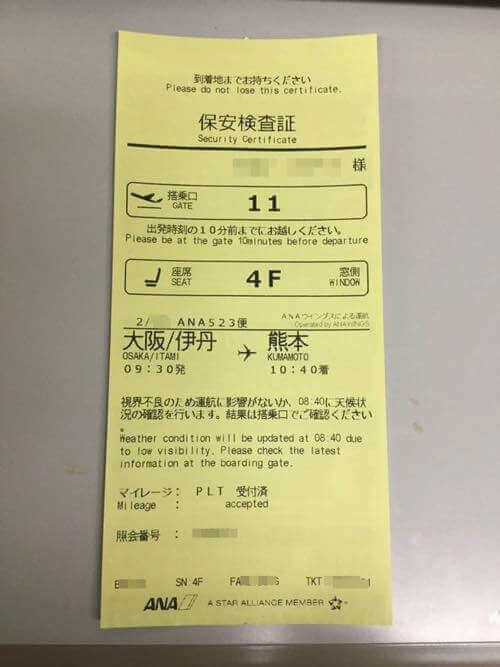 到着地までお持ちください
Please do not lose this certificate.
保安検査証
Security Certificate
様
搭乗口 11
GATE
出発時刻の10分前までにお越しください。
Please be at the gate 10minutes before departure
座席 4F 窓側
SEAT WINDOW
2/ ANA523便 ANAウイングスによる運航
Operated by ANAWINGS
大阪/伊丹 熊本
OSAKA/ITAMI KUMAMOTO
09:30発 10:40着
視界不良のため運航に影響がないか、08:40に天候状
況の確認を行います。結果は搭乗口でご確認ください
。
Weather condition will be updated at 08:40 due
to low visibility. Please check the latest
information at the boarding gate.
マイレージ： PLT 受付済
Mileage : accepted
照会番号 ：
B SN:4F FA S TKT 1
ANA A STAR ALLIANCE MEMBER